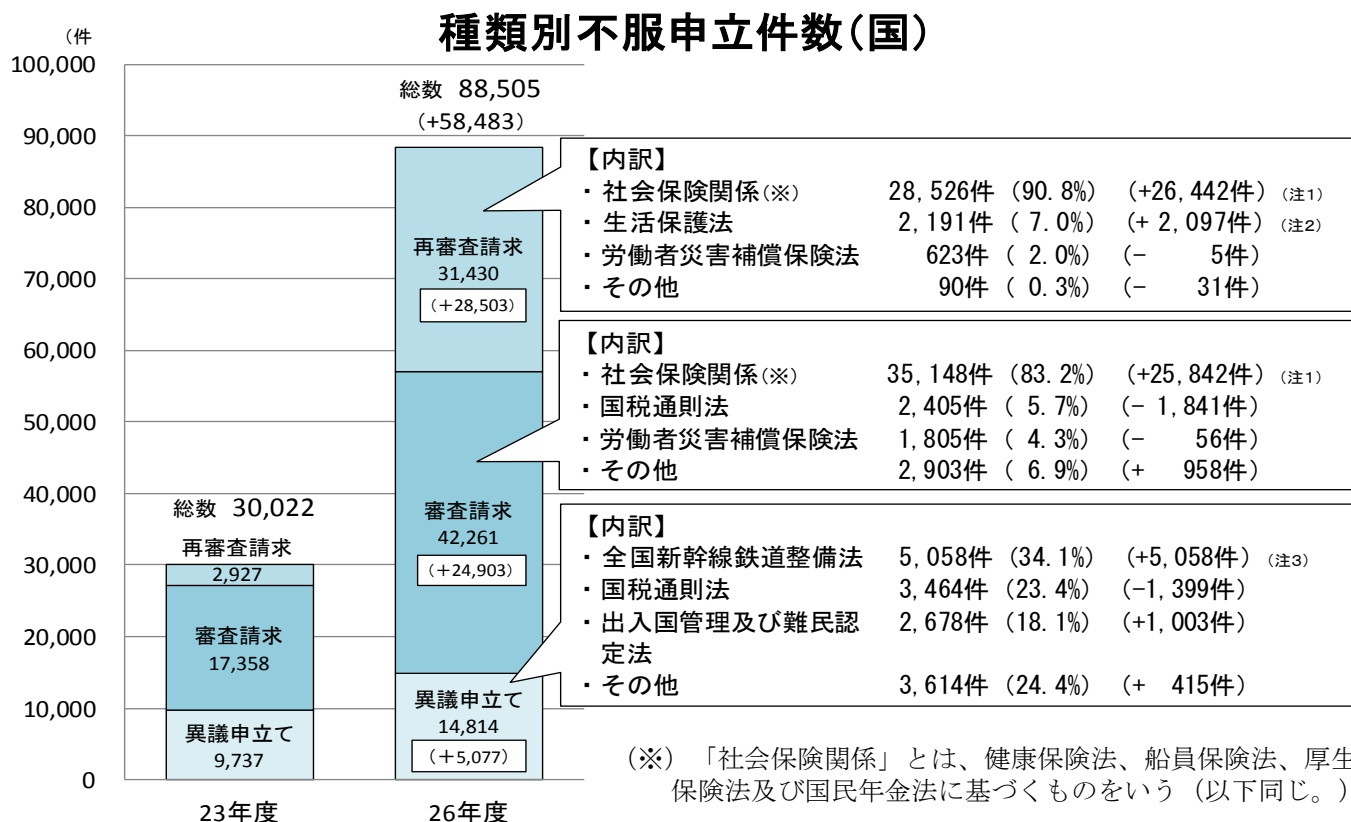 種類別不服申立件数(国)
(件
100,000
90,000
80,000
70,000
60,000
50,000
40,000
30,000
20,000
10,000
0
総数 30,022
再審査請求
2,927
審査請求
17,358
異議申立て
9,737
23年度
総数 88,505
(+58,483)
再審査請求
31,430
(+28,503)
審査請求
42,261
(+24,903)
異議申立て
14,814
(+5,077)
26年度
【内訳】
・社会保険関係(※) 28,526件 (90.8%) (+26,442件) (注1)
・生活保護法 2,191件 ( 7.0%) (+ 2,097件) (注2)
・労働者災害補償保険法 623件 ( 2.0%) (- 5件)
・その他 90件 ( 0.3%) (- 31件)
【内訳】
・社会保険関係(※) 35,148件 (83.2%) (+25,842件) (注1)
・国税通則法 2,405件 ( 5.7%) (- 1,841件)
・労働者災害補償保険法 1,805件 ( 4.3%) (- 56件)
・その他 2,903件 ( 6.9%) (+ 958件)
【内訳】
・全国新幹線鉄道整備法 5,058件 (34.1%) (+5,058件) (注3)
・国税通則法 3,464件 (23.4%) (-1,399件)
・出入国管理及び難民認 2,678件 (18.1%) (+1,003件)
定法
・その他 3,614件 (24.4%) (+ 415件)
(※) 「社会保険関係」とは、健康保険法、船員保険法、厚生
保険法及び国民年金法に基づくものをいう(以下同じ。)